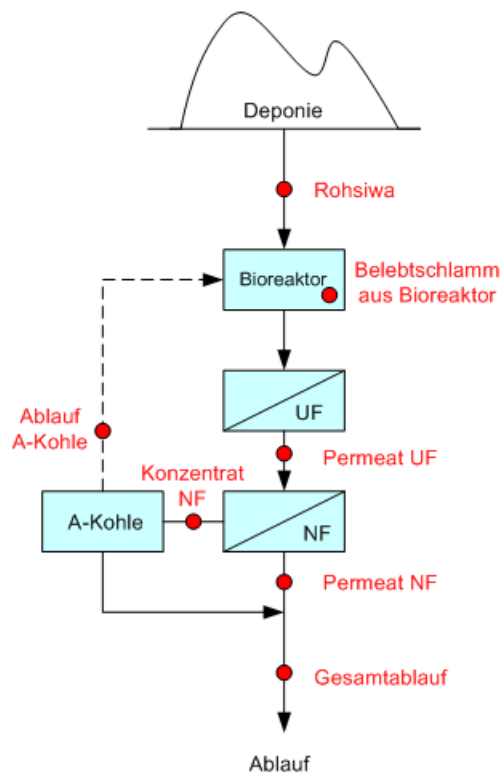 Deponie
Rohsiwa
Bioreaktor
Belebtschlamm
aus Bioreaktor
UF
Ablauf
A-Kohle
Permeat UF
Konzentrat
NF
A-Kohle
NF
Permeat NF
Gesamtablauf
Ablauf